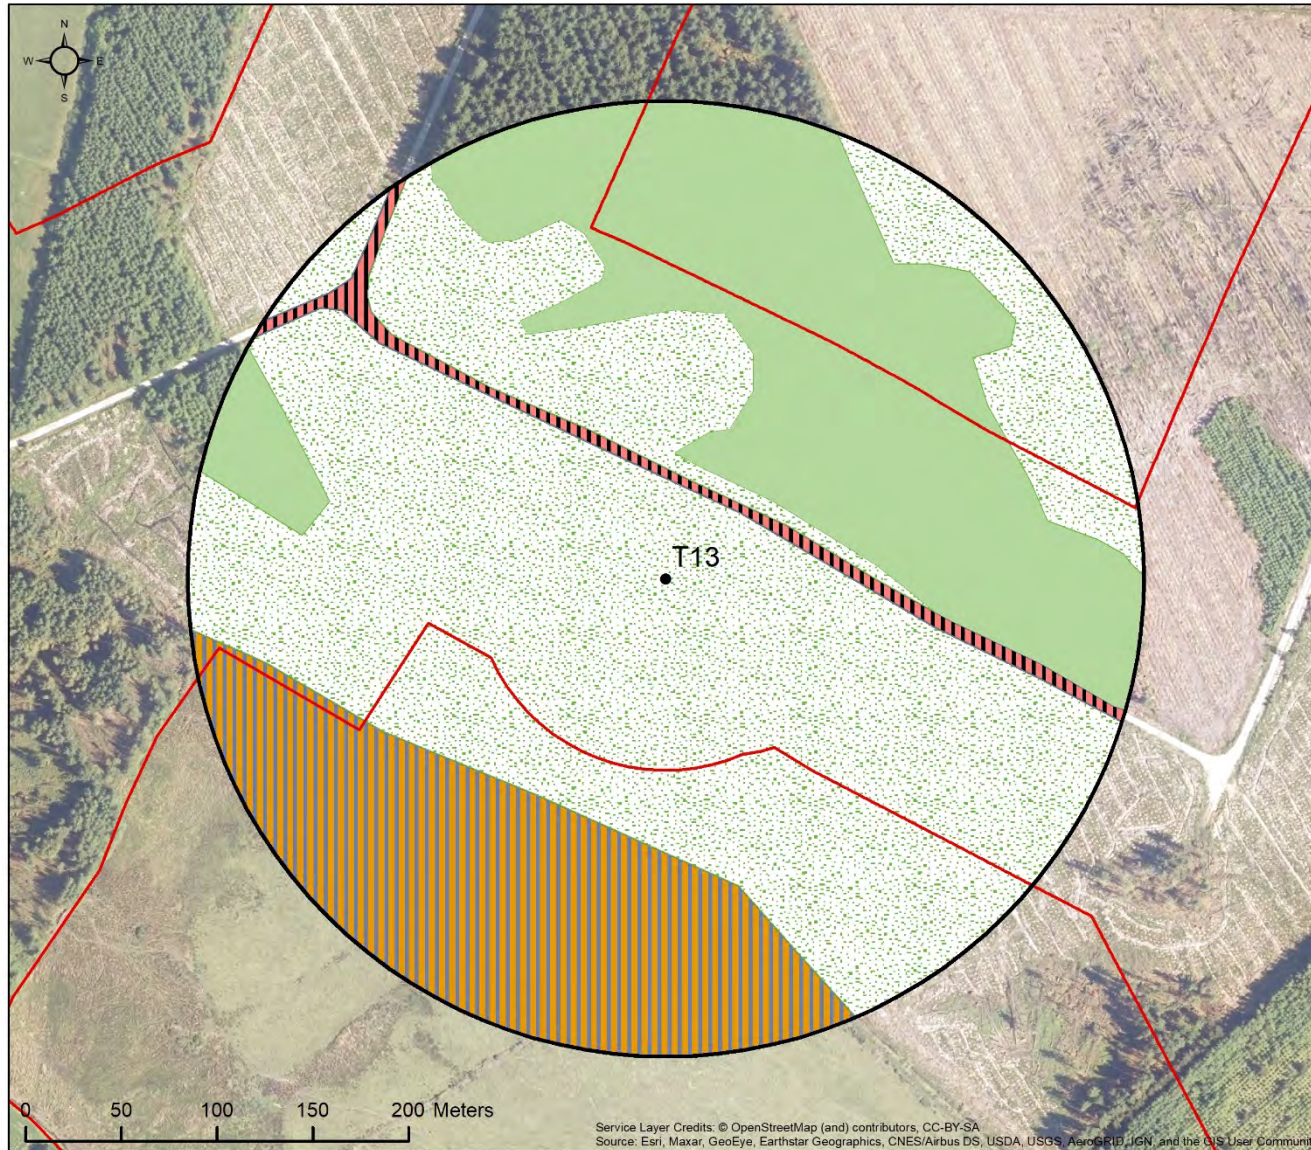 N
W E
S
T13
0 50 100 150 200 Meters
Service Layer Credits: © OpenStreetMap (and) contributors, CC-BY-SA
Source: Esri, Maxar, GeoEye, Earthstar Geographics, CNES/Airbus DS, USDA, USGS, AeroGRID, IGN, and the GIS User Communit